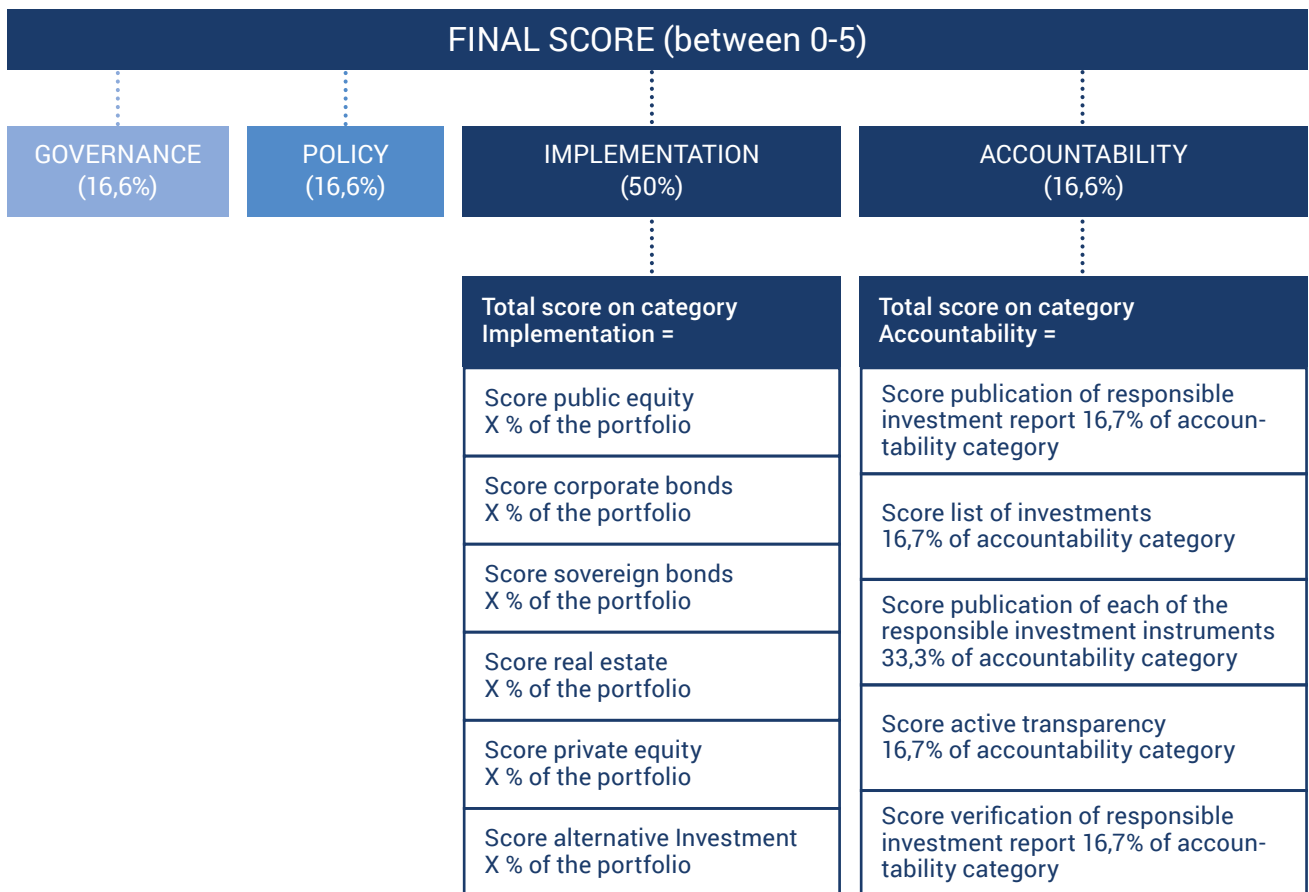 FINAL SCORE (between 0-5)
GOVERNANCE
(16,6%)
POLICY
(16,6%)
IMPLEMENTATION
(50%)
ACCOUNTABILITY
(16,6%)
Total score on category
Implementation =
Score public equity
X % of the portfolio
Score corporate bonds
X % of the portfolio
Score sovereign bonds
X % of the portfolio
Score real estate
X % of the portfolio
Score private equity
X % of the portfolio
Score alternative Investment
X % of the portfolio
Total score on category
Accountability =
Score publication of responsible
investment report 16,7% of accoun-
tability category
Score list of investments
16,7% of accountability category
Score publication of each of the
responsible investment instruments
33,3% of accountability category
Score active transparency
16,7% of accountability category
Score verification of responsible
investment report 16,7% of accoun-
tability category